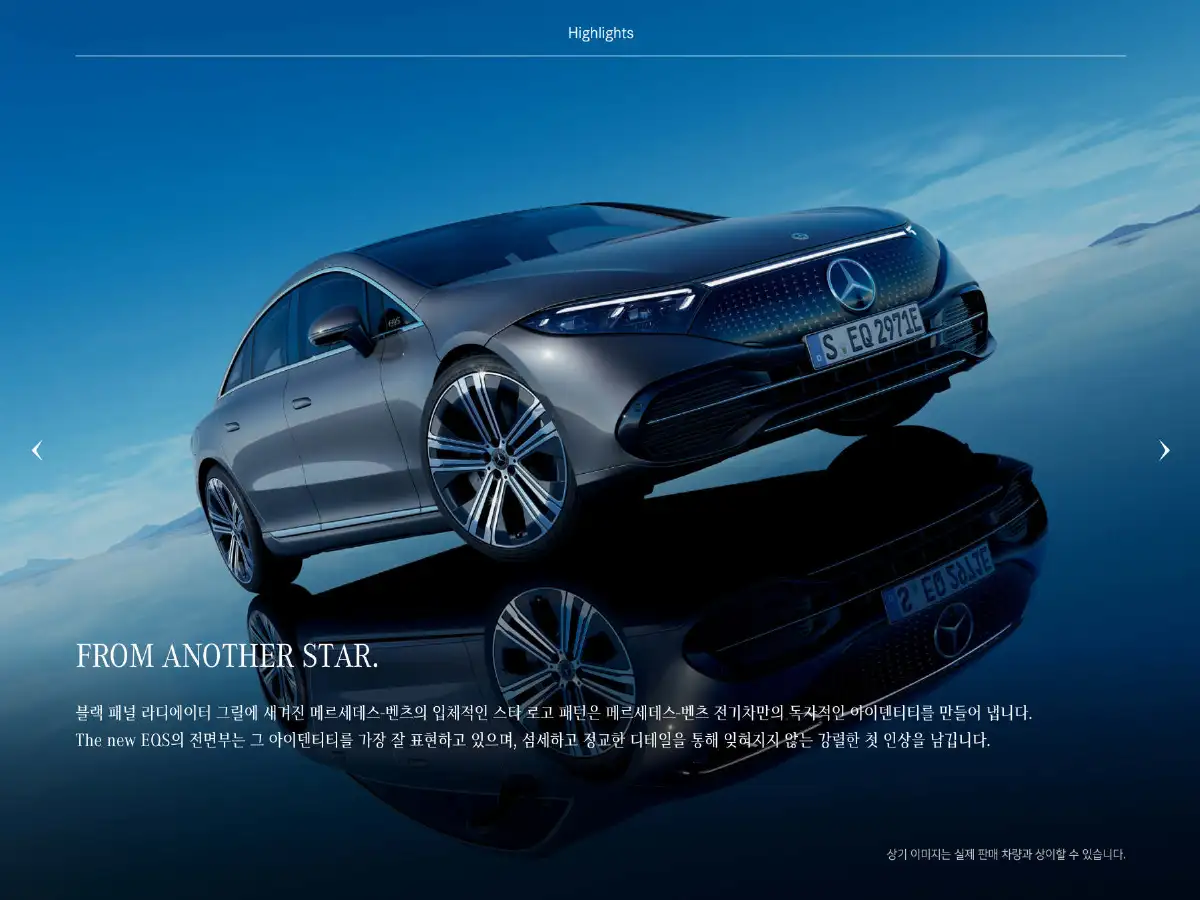 Highlights
EQS
S EQ 2971E
FROM ANOTHER STAR.
블랙 패널 라디에이터 그릴에 새겨진 메르세데스-벤츠의 입체적인 스타 로고 패턴은 메르세데스-벤츠 전기차만의 독자적인 아이덴티티를 만들어 냅니다.
The new EQS의 전면부는 그 아이덴티티를 가장 잘 표현하고 있으며, 섬세하고 정교한 디테일을 통해 잊혀지지 않는 강렬한 첫 인상을 남깁니다.
상기 이미지는 실제 판매 차량과 상이할 수 있습니다.